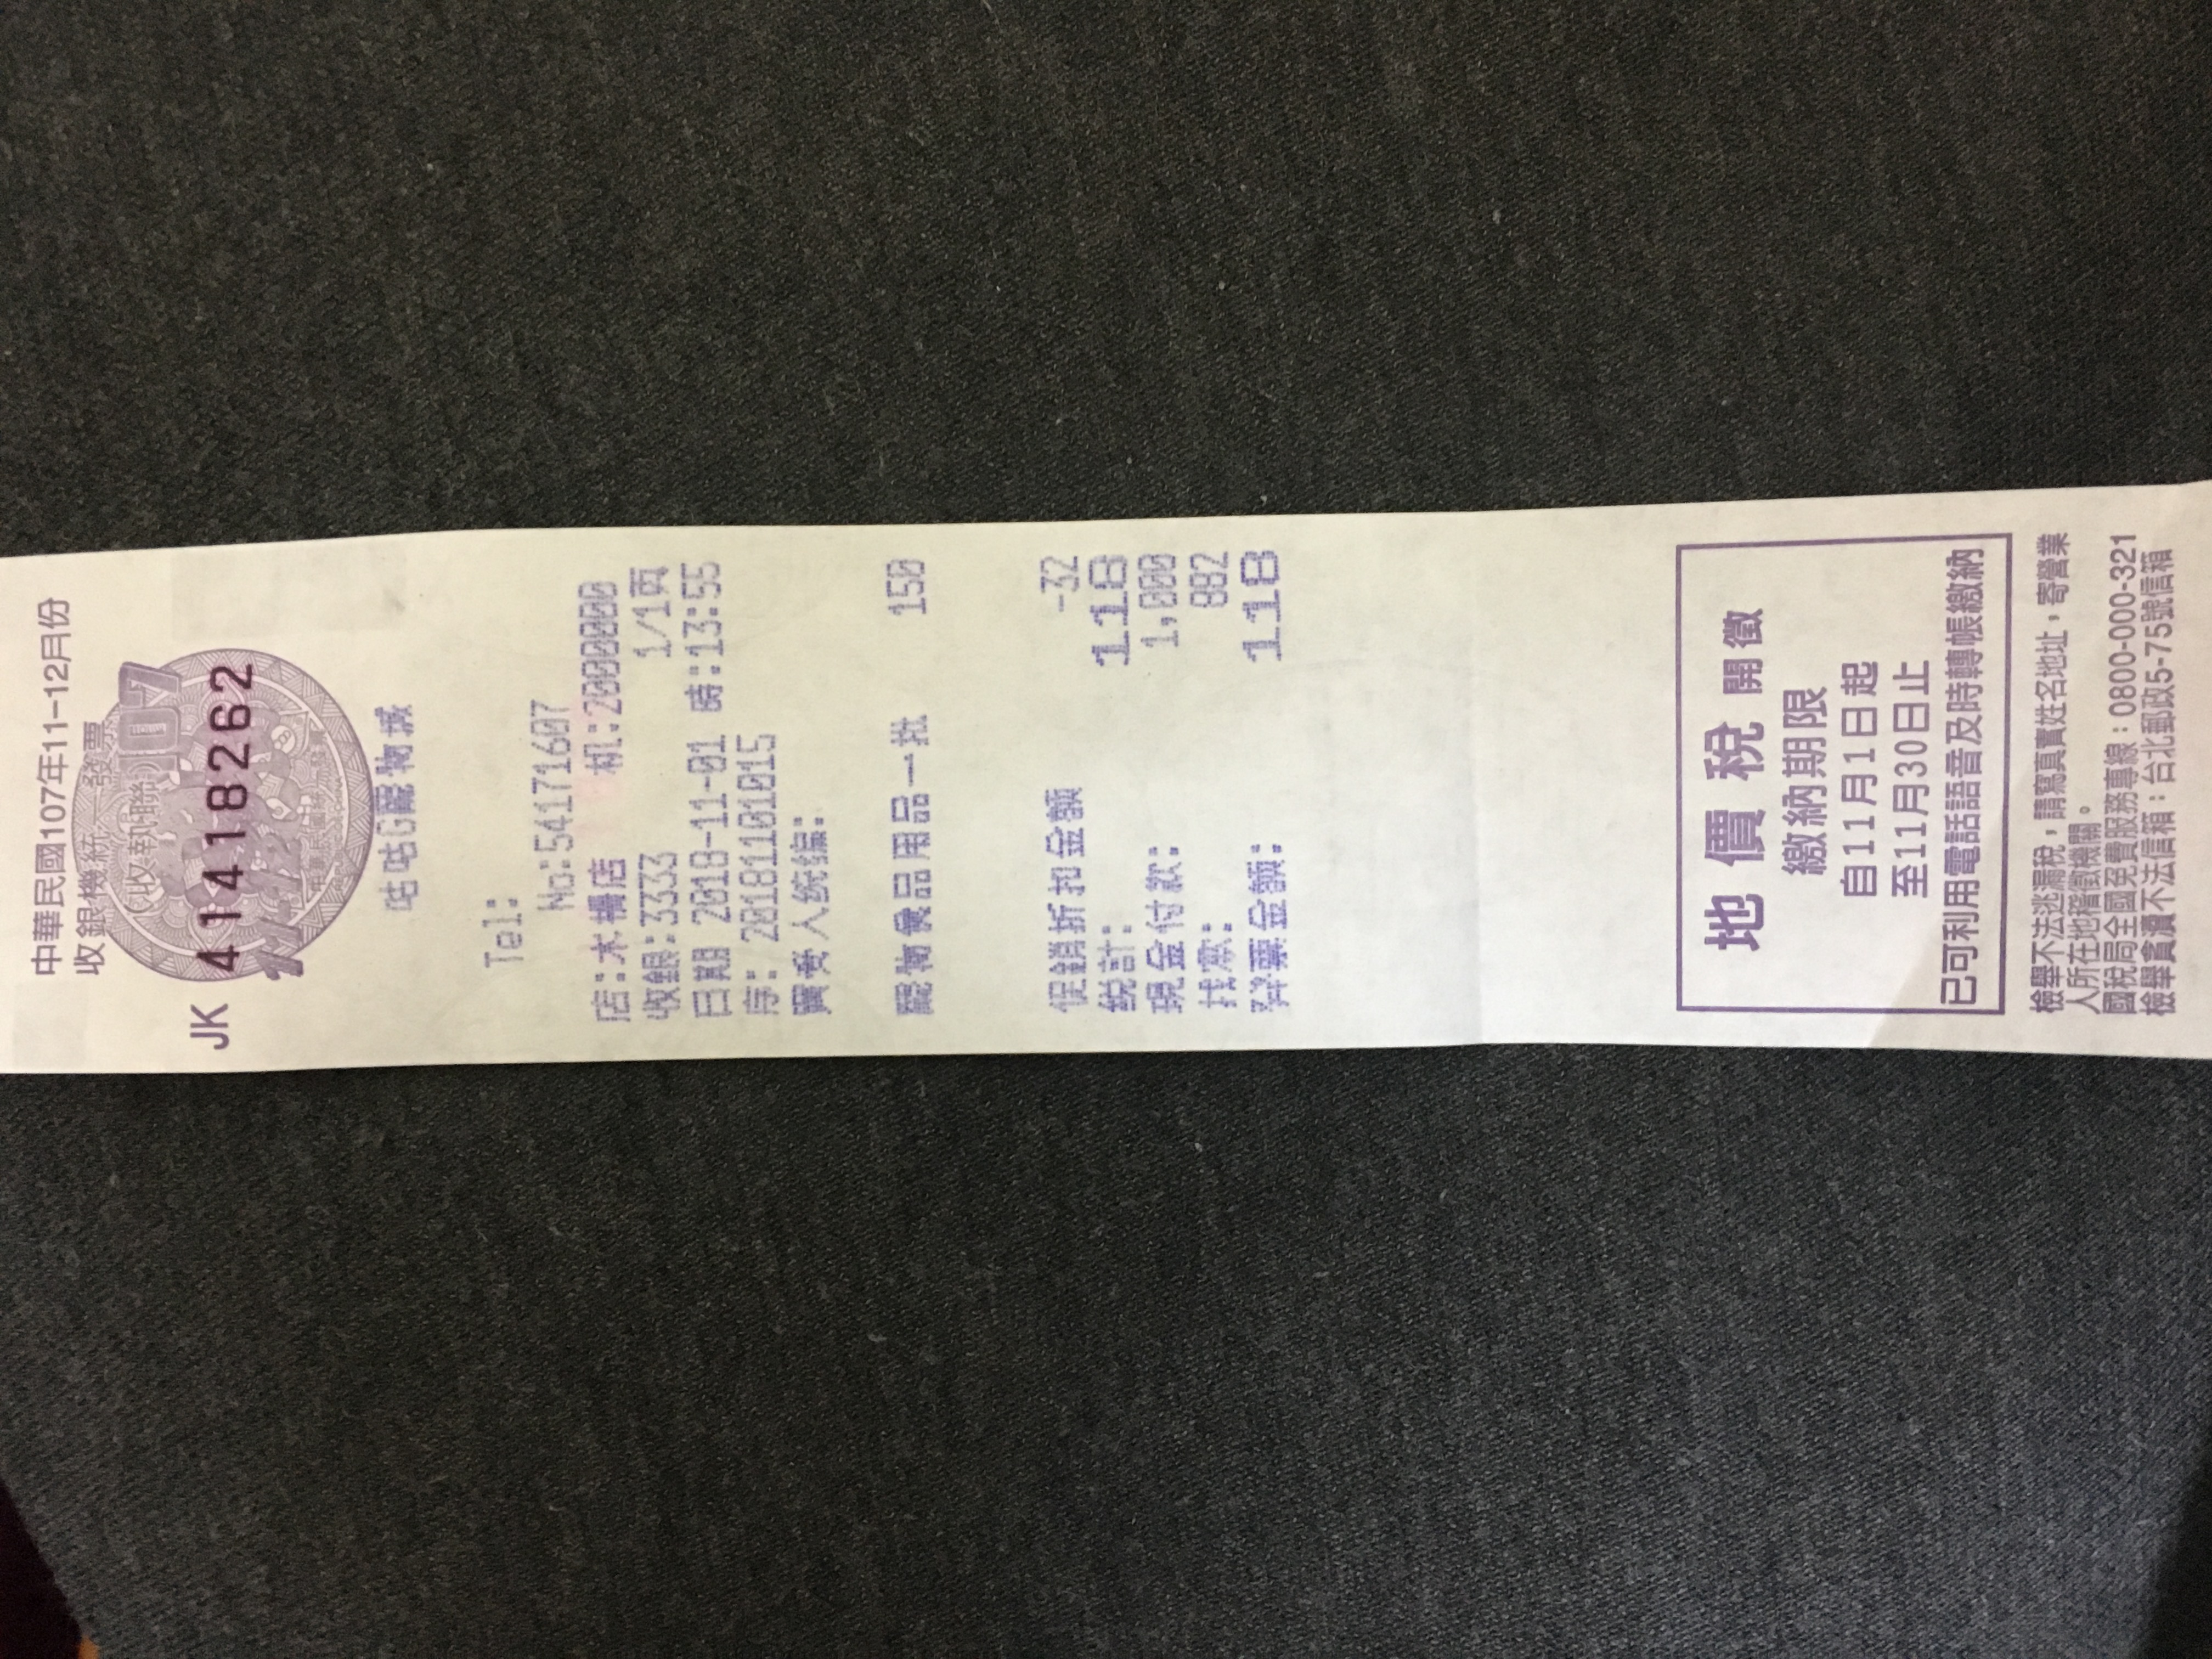 中華民國107年11-12月份
收銀機統一發票
(收執聯)107
JK 41418262
11-12
中華民國統一發票
REPUBLIC OF CHINA
咕咕G寵物城
Tel:
No:54171607
店:木柵店 机:2000000
收銀:3333 1/1頁
日期 2018-11-01 時:13:55
序: 20181101015
買受人统编:
寵物食品用品一批 150
促銷折扣金額 -32
總計: 118
現金付款: 1,000
找零: 882
發票金額: 118
地價稅 開徵
繳納期限
自11月1日起
至11月30日止
已可利用電話語音及時轉帳繳納
檢舉不法逃漏稅，請寫真實姓名地址，寄營業
人所在地稽徵機關。
國稅局全國免費服務專線：0800-000-321
檢舉貪瀆不法信箱：台北郵政5-75號信箱